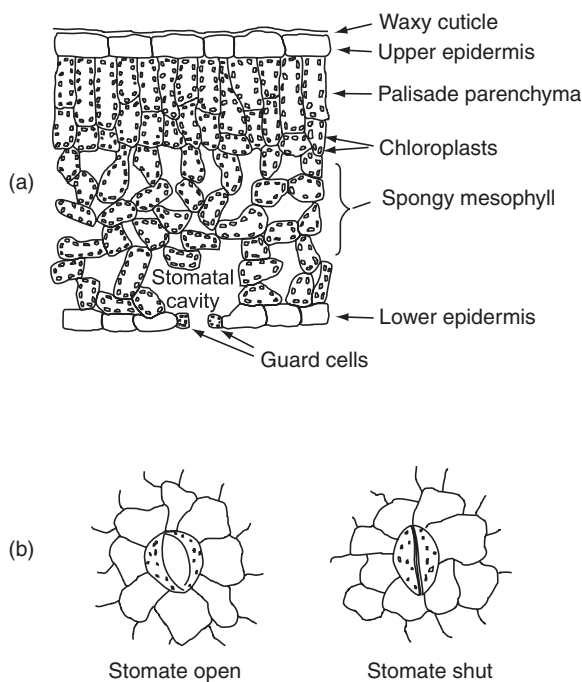 Waxy cuticle
Upper epidermis
Palisade parenchyma
Chloroplasts
(a)
Spongy mesophyll
Stomatal
cavity
Lower epidermis
Guard cells
(b)
Stomate open
Stomate shut